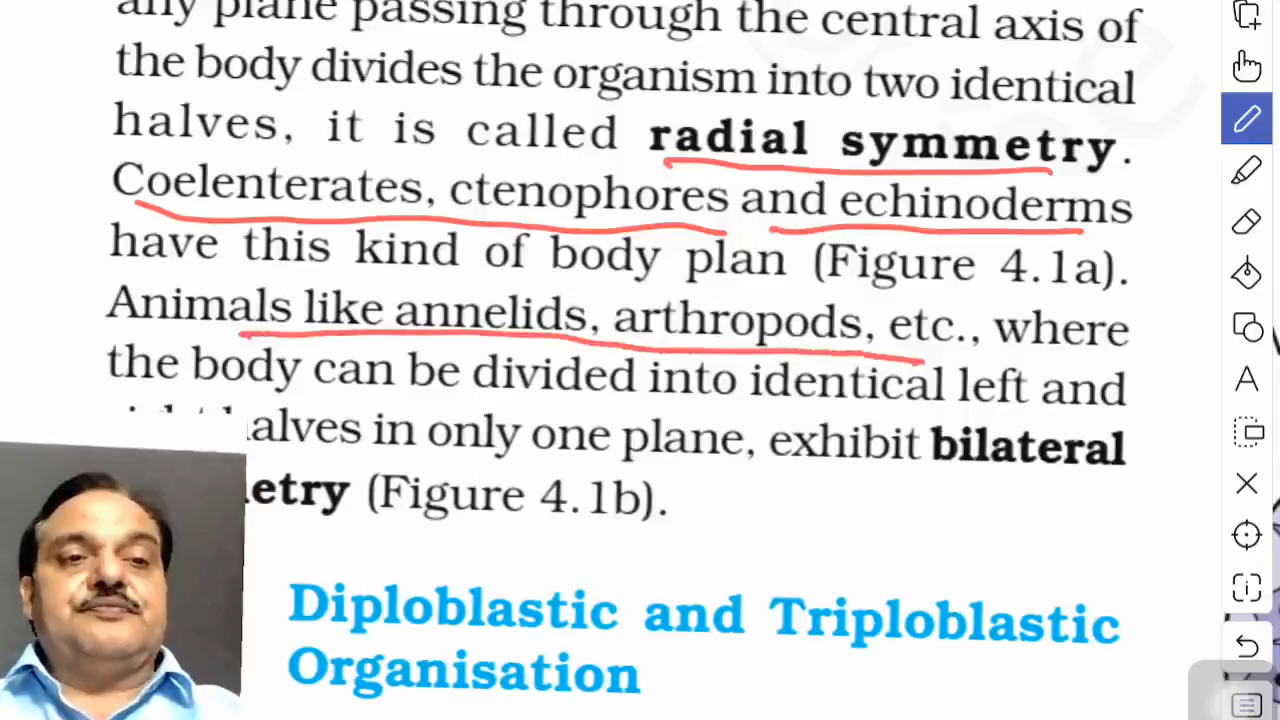 any plane passing through the central axis of
the body divides the organism into two identical
halves, it is called radial symmetry.
Coelenterates, ctenophores and echinoderms
have this kind of body plan (Figure 4.1a).
Animals like annelids, arthropods, etc., where
the body can be divided into identical left and
halves in only one plane, exhibit bilateral
etry (Figure 4.1b).
Diploblastic and Triploblastic
Organisation